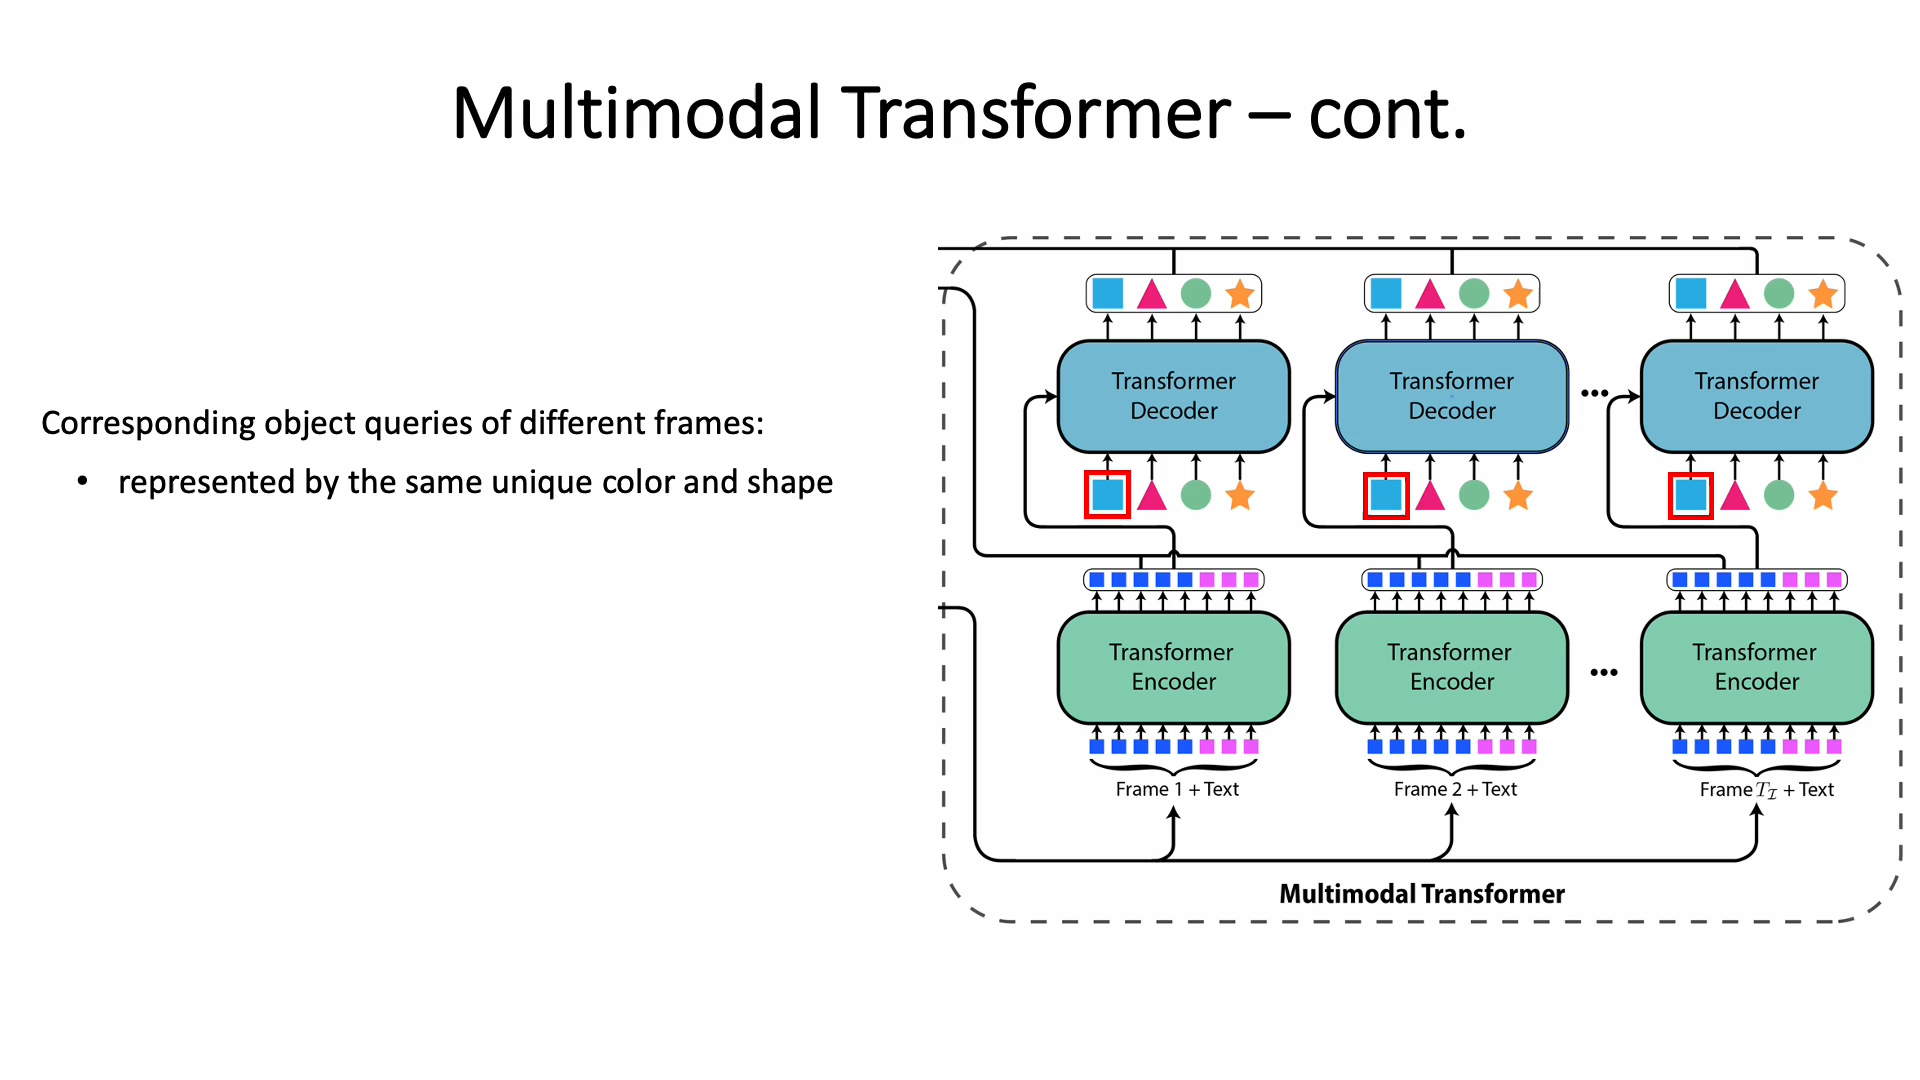 Multimodal Transformer – cont.
Corresponding object queries of different frames:
• represented by the same unique color and shape
Transformer
Decoder
Transformer
Decoder
...
Transformer
Decoder
Transformer
Encoder
Transformer
Encoder
...
Transformer
Encoder
Frame 1 + Text
Frame 2 + Text
Frame $T_{\mathcal{I}}$ + Text
Multimodal Transformer